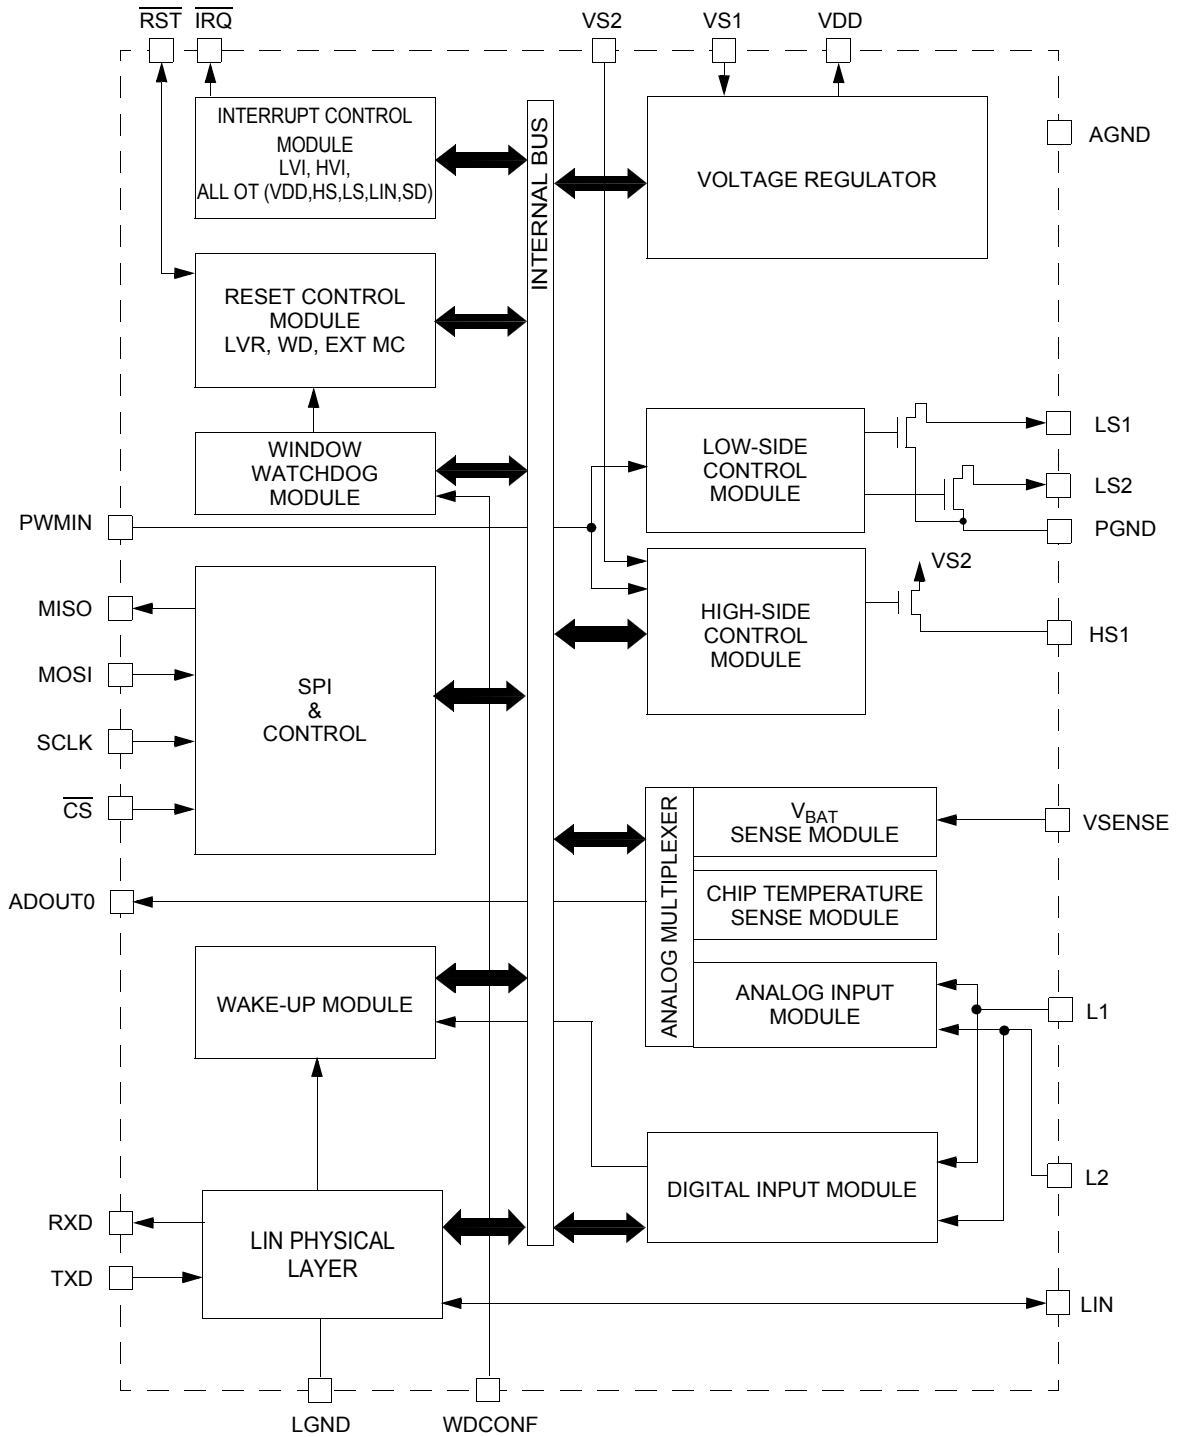 RST IRQ VS2 VS1 VDD
INTERRUPT CONTROL
MODULE
LVI, HVI,
ALL OT (VDD,HS,LS,LIN,SD)
INTERNAL BUS
VOLTAGE REGULATOR
AGND
RESET CONTROL
MODULE
LVR, WD, EXT MC
WINDOW
WATCHDOG
MODULE
LOW-SIDE
CONTROL
MODULE
LS1
LS2
PGND
PWMIN
VS2
HIGH-SIDE
CONTROL
MODULE
HS1
MISO
MOSI
SCLK
CS
SPI
&
CONTROL
ANALOG MULTIPLEXER
VBAT
SENSE MODULE
VSENSE
CHIP TEMPERATURE
SENSE MODULE
ADOUT0
WAKE-UP MODULE
ANALOG INPUT
MODULE
L1
DIGITAL INPUT MODULE
L2
RXD
TXD
LIN PHYSICAL
LAYER
LIN
LGND WDCONF